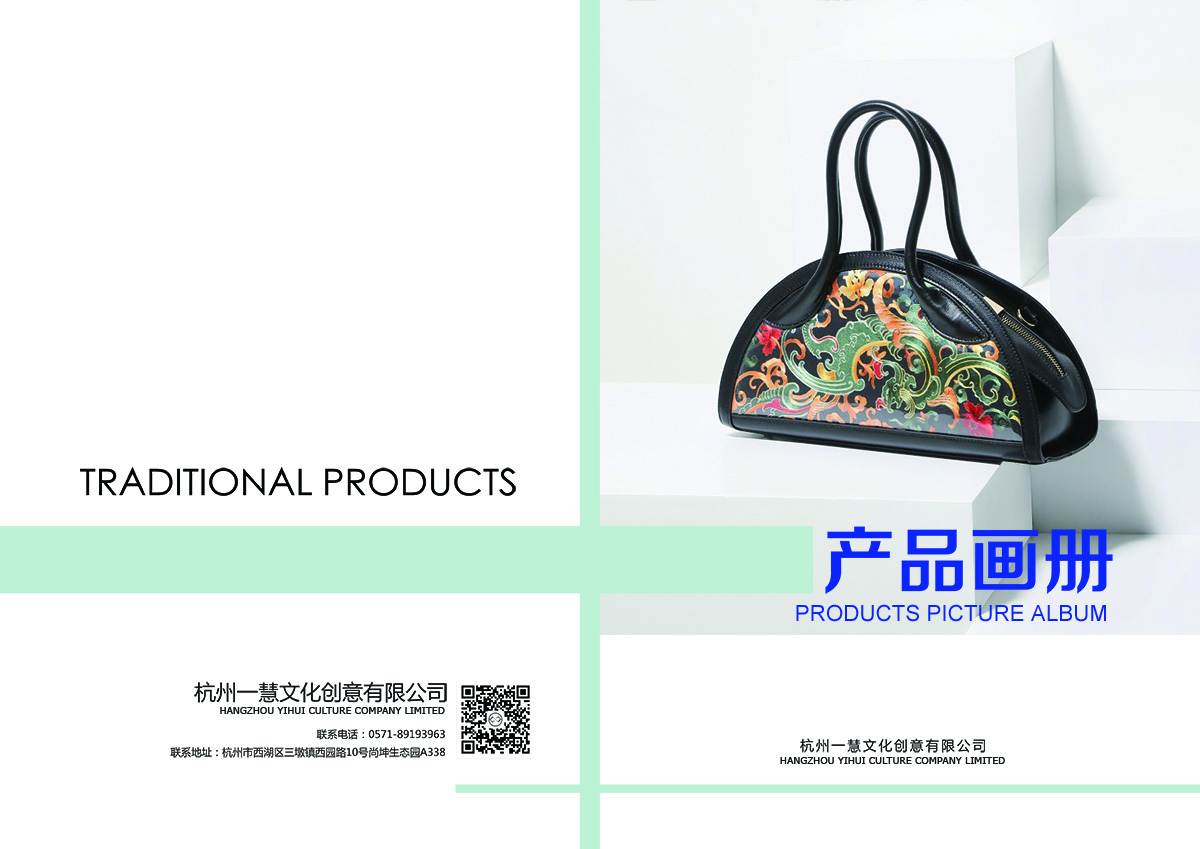 TRADITIONAL PRODUCTS
杭州一慧文化创意有限公司
HANGZHOU YIHUI CULTURE COMPANY LIMITED
联系电话：0571-89193963
联系地址：杭州市西湖区三墩镇西园路10号尚坤生态园A338
产品画册
PRODUCTS PICTURE ALBUM
杭州一慧文化创意有限公司
HANGZHOU YIHUI CULTURE COMPANY LIMITED